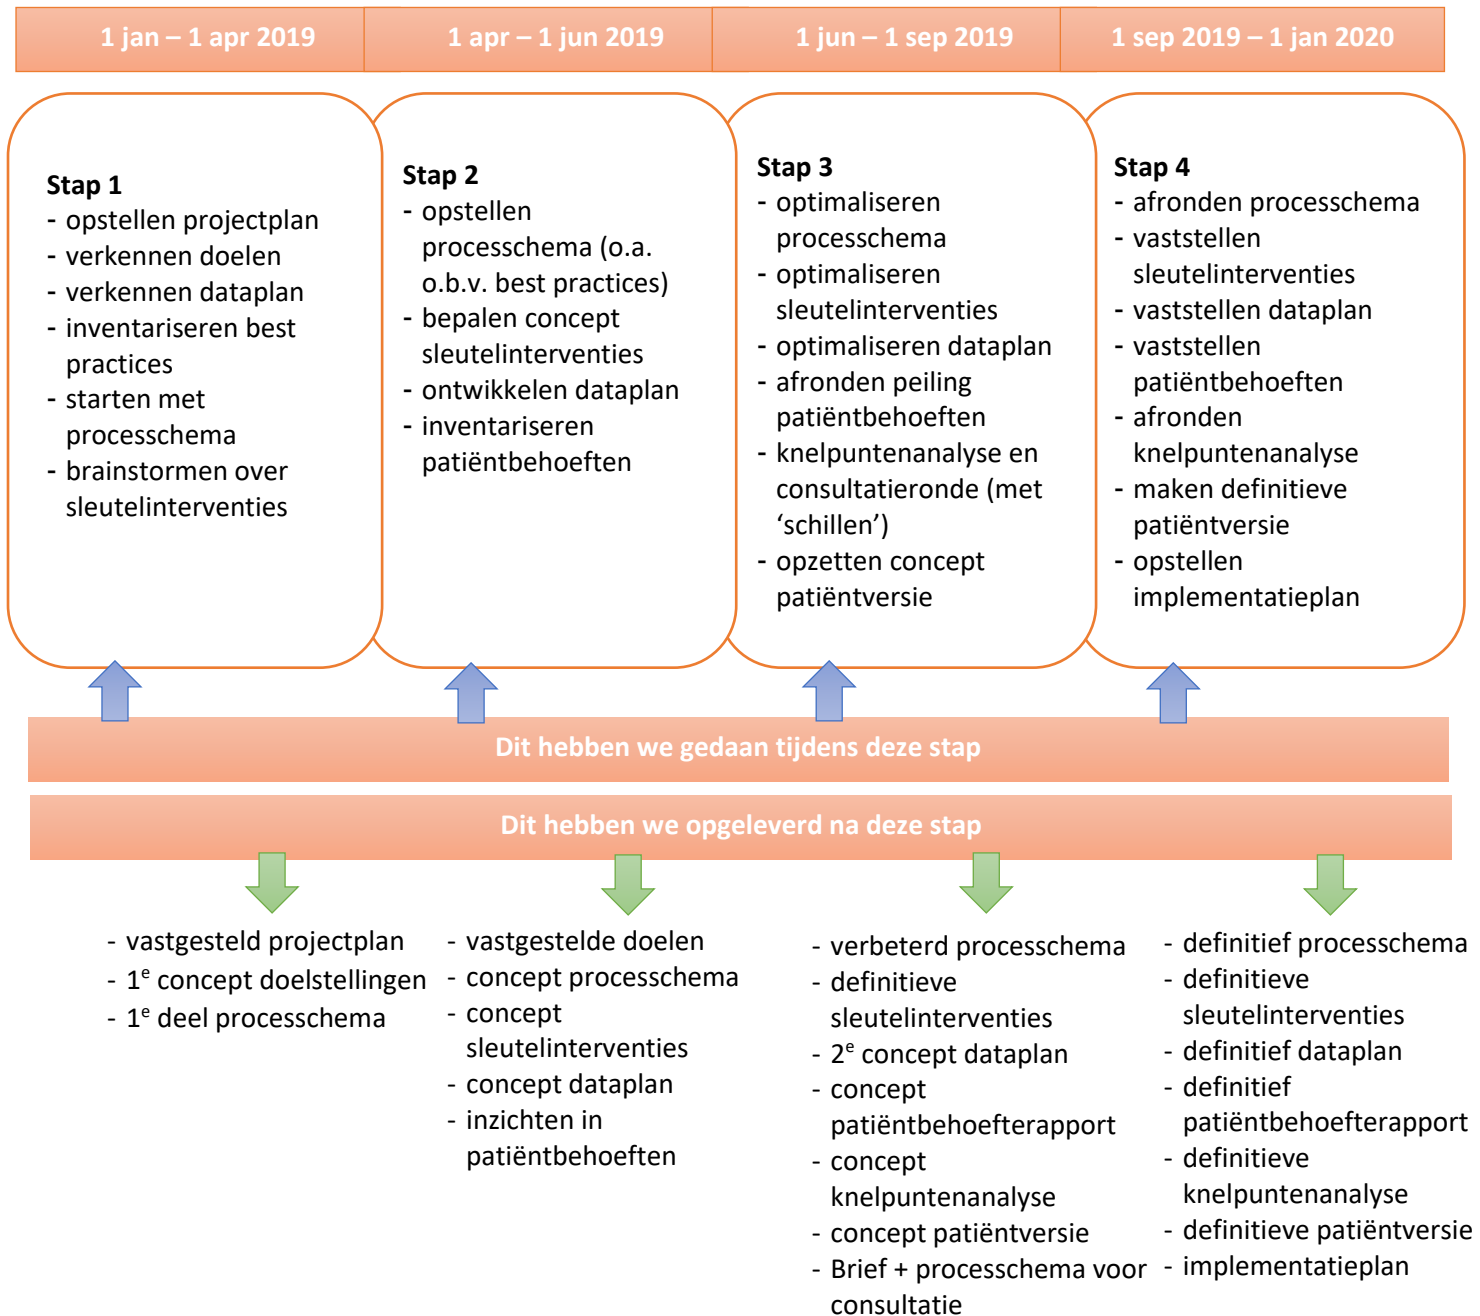 1 jan – 1 apr 2019
1 apr – 1 jun 2019
1 jun – 1 sep 2019
1 sep 2019 – 1 jan 2020
Stap 1
- opstellen projectplan
- verkennen doelen
- verkennen dataplan
- inventariseren best
practices
- starten met
processchema
- brainstormen over
sleutelinterventies
Stap 2
- opstellen
processchema (o.a.
o.b.v. best practices)
- bepalen concept
sleutelinterventies
- ontwikkelen dataplan
- inventariseren
patiëntbehoeften
Stap 3
- optimaliseren
processchema
- optimaliseren
sleutelinterventies
- optimaliseren dataplan
- afronden peiling
patiëntbehoeften
- knelpuntenanalyse en
consultatieronde (met
‘schillen’)
- opzetten concept
patiëntversie
Stap 4
- afronden processchema
- vaststellen
sleutelinterventies
- vaststellen dataplan
- vaststellen
patiëntbehoeften
- afronden
knelpuntenanalyse
- maken definitieve
patiëntversie
- opstellen
implementatieplan
Dit hebben we gedaan tijdens deze stap
Dit hebben we opgeleverd na deze stap
- vastgesteld projectplan
- 1e concept doelstellingen
- 1e deel processchema
- vastgestelde doelen
- concept processchema
- concept
sleutelinterventies
- concept dataplan
- inzichten in
patiëntbehoeften
- verbeterd processchema
- definitieve
sleutelinterventies
- 2e concept dataplan
- concept
patiëntbehoefterapport
- concept
knelpuntenanalyse
- concept patiëntversie
- Brief + processchema voor
consultatie
- definitief processchema
- definitieve
sleutelinterventies
- definitief dataplan
- definitief
patiëntbehoefterapport
- definitieve
knelpuntenanalyse
- definitieve patiëntversie
- implementatieplan